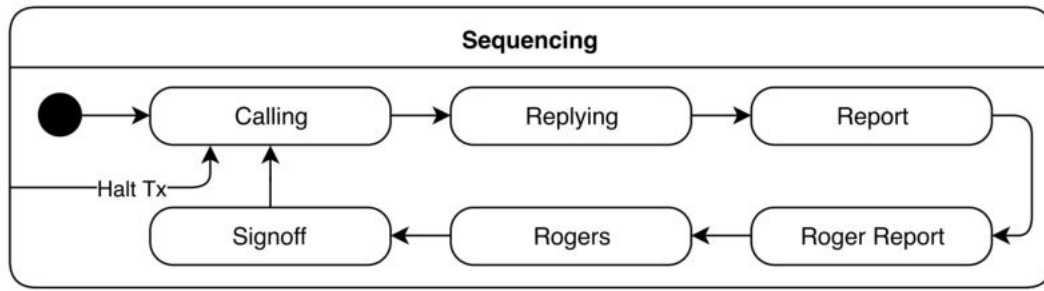 Sequencing
Calling
Replying
Report
Halt Tx
Signoff
Rogers
Roger Report